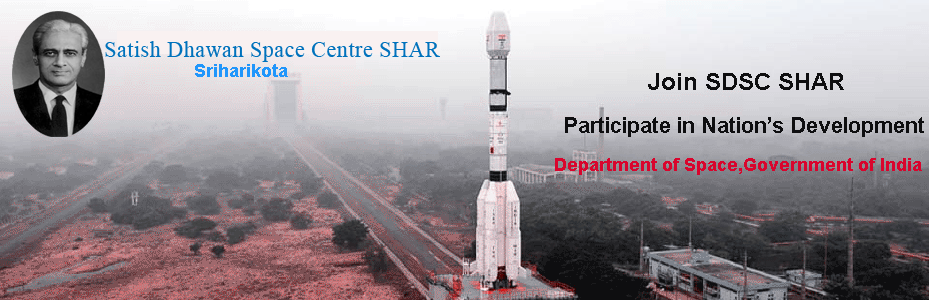 Satish Dhawan Space Centre SHAR
Sriharikota
Join SDSC SHAR
Participate in Nation’s Development
Department of Space,Government of India